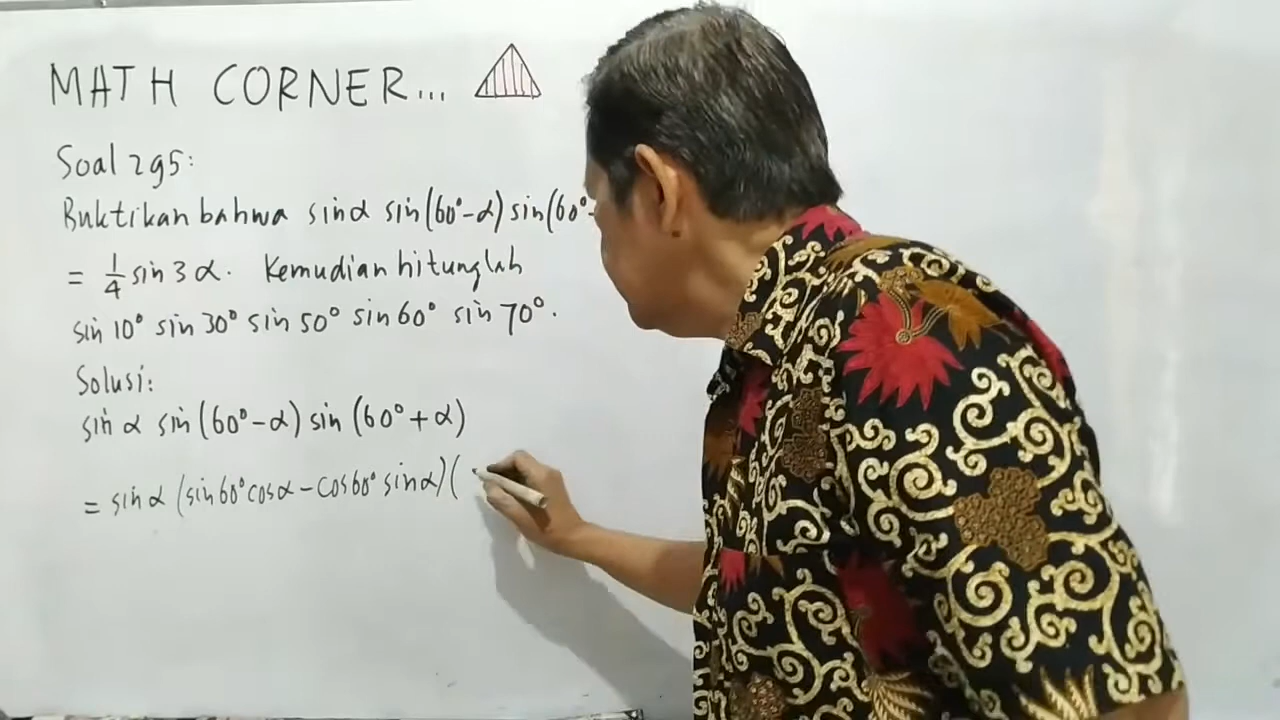 MATH CORNER...
Soal 295:
Buktikan bahwa sin α sin (60° - α) sin (60° -
= 1/4 sin 3 α. Kemudian hitunglah
sin 10° sin 30° sin 50° sin 60° sin 70°.
Solusi:
sin α sin (60° - α) sin (60° + α)
= sin α (sin 60° cos α - cos 60° sin α) (